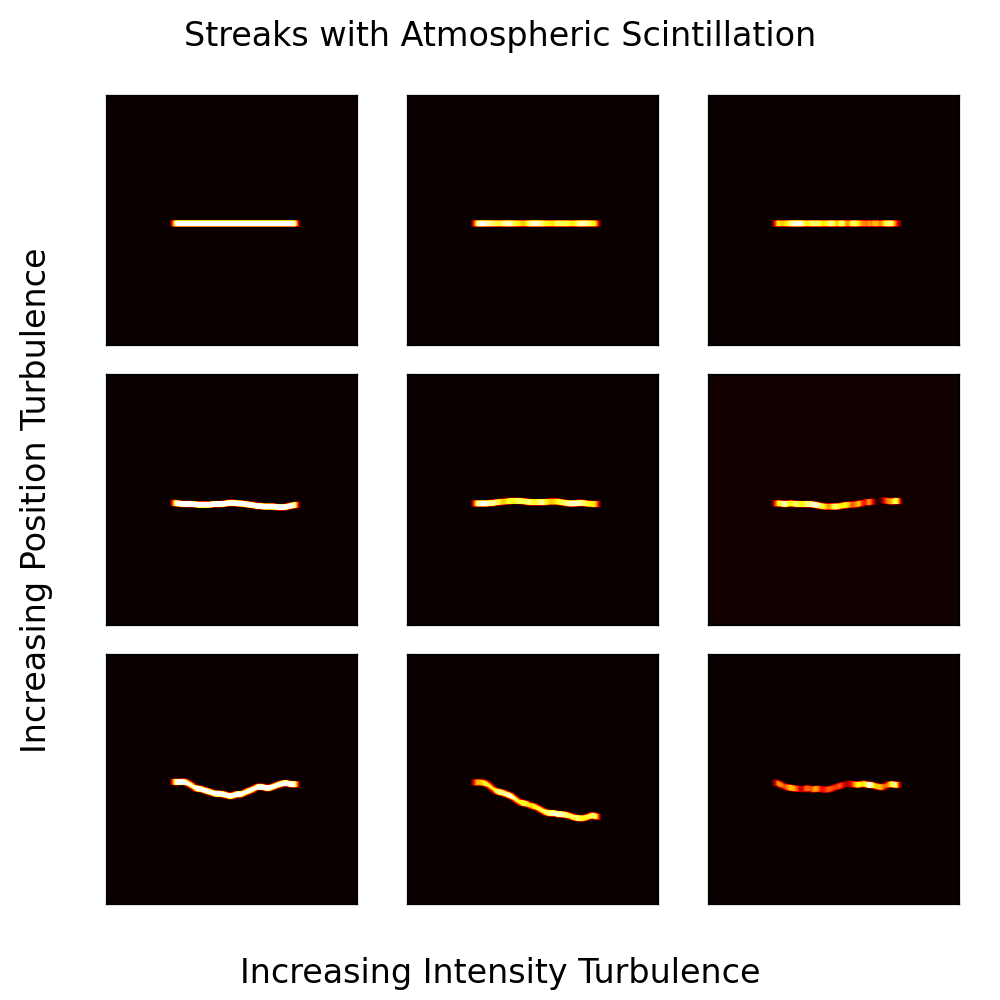 Streaks with Atmospheric Scintillation
Increasing Position Turbulence
Increasing Intensity Turbulence